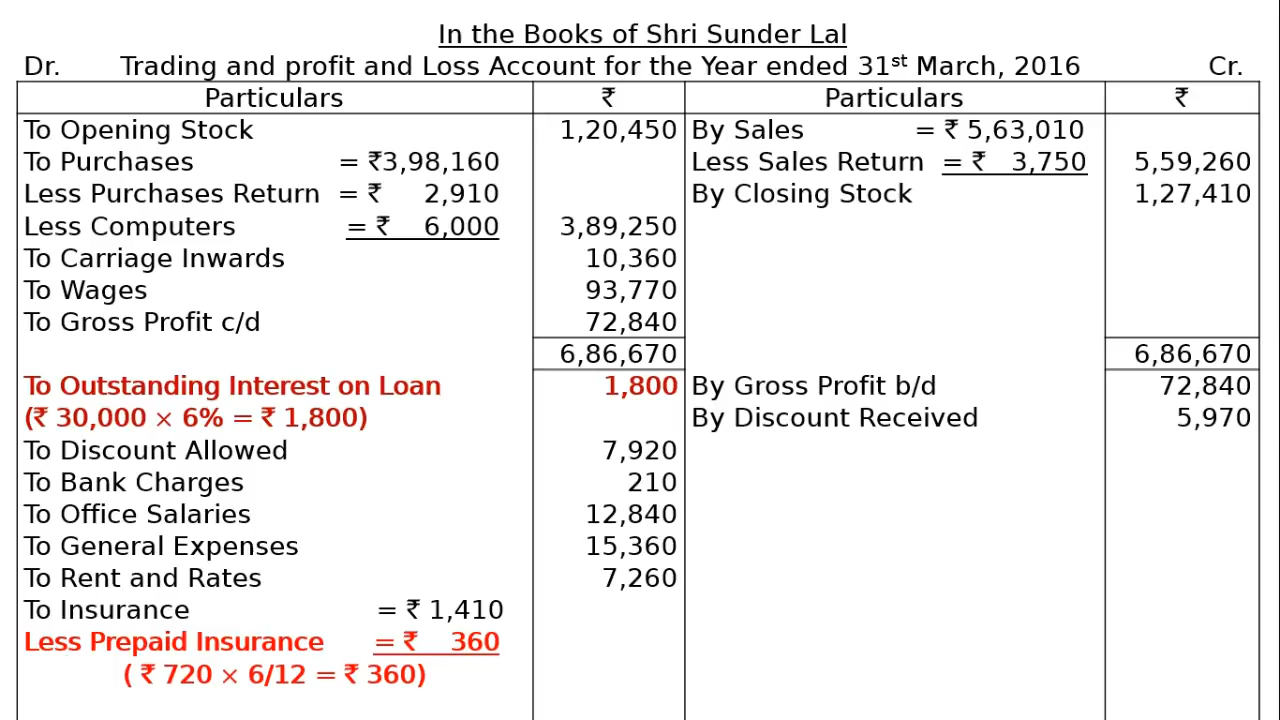 In the Books of Shri Sunder Lal
Dr. Trading and profit and Loss Account for the Year ended 31st March, 2016 Cr.
Particulars ₹ Particulars ₹
To Opening Stock 1,20,450 By Sales = ₹ 5,63,010
To Purchases = ₹3,98,160 Less Sales Return = ₹ 3,750 5,59,260
Less Purchases Return = ₹ 2,910 By Closing Stock 1,27,410
Less Computers = ₹ 6,000 3,89,250
To Carriage Inwards 10,360
To Wages 93,770
To Gross Profit c/d 72,840
6,86,670 6,86,670
To Outstanding Interest on Loan 1,800 By Gross Profit b/d 72,840
(₹ 30,000 × 6% = ₹ 1,800) By Discount Received 5,970
To Discount Allowed 7,920
To Bank Charges 210
To Office Salaries 12,840
To General Expenses 15,360
To Rent and Rates 7,260
To Insurance = ₹ 1,410
Less Prepaid Insurance = ₹ 360
( ₹ 720 × 6/12 = ₹ 360)